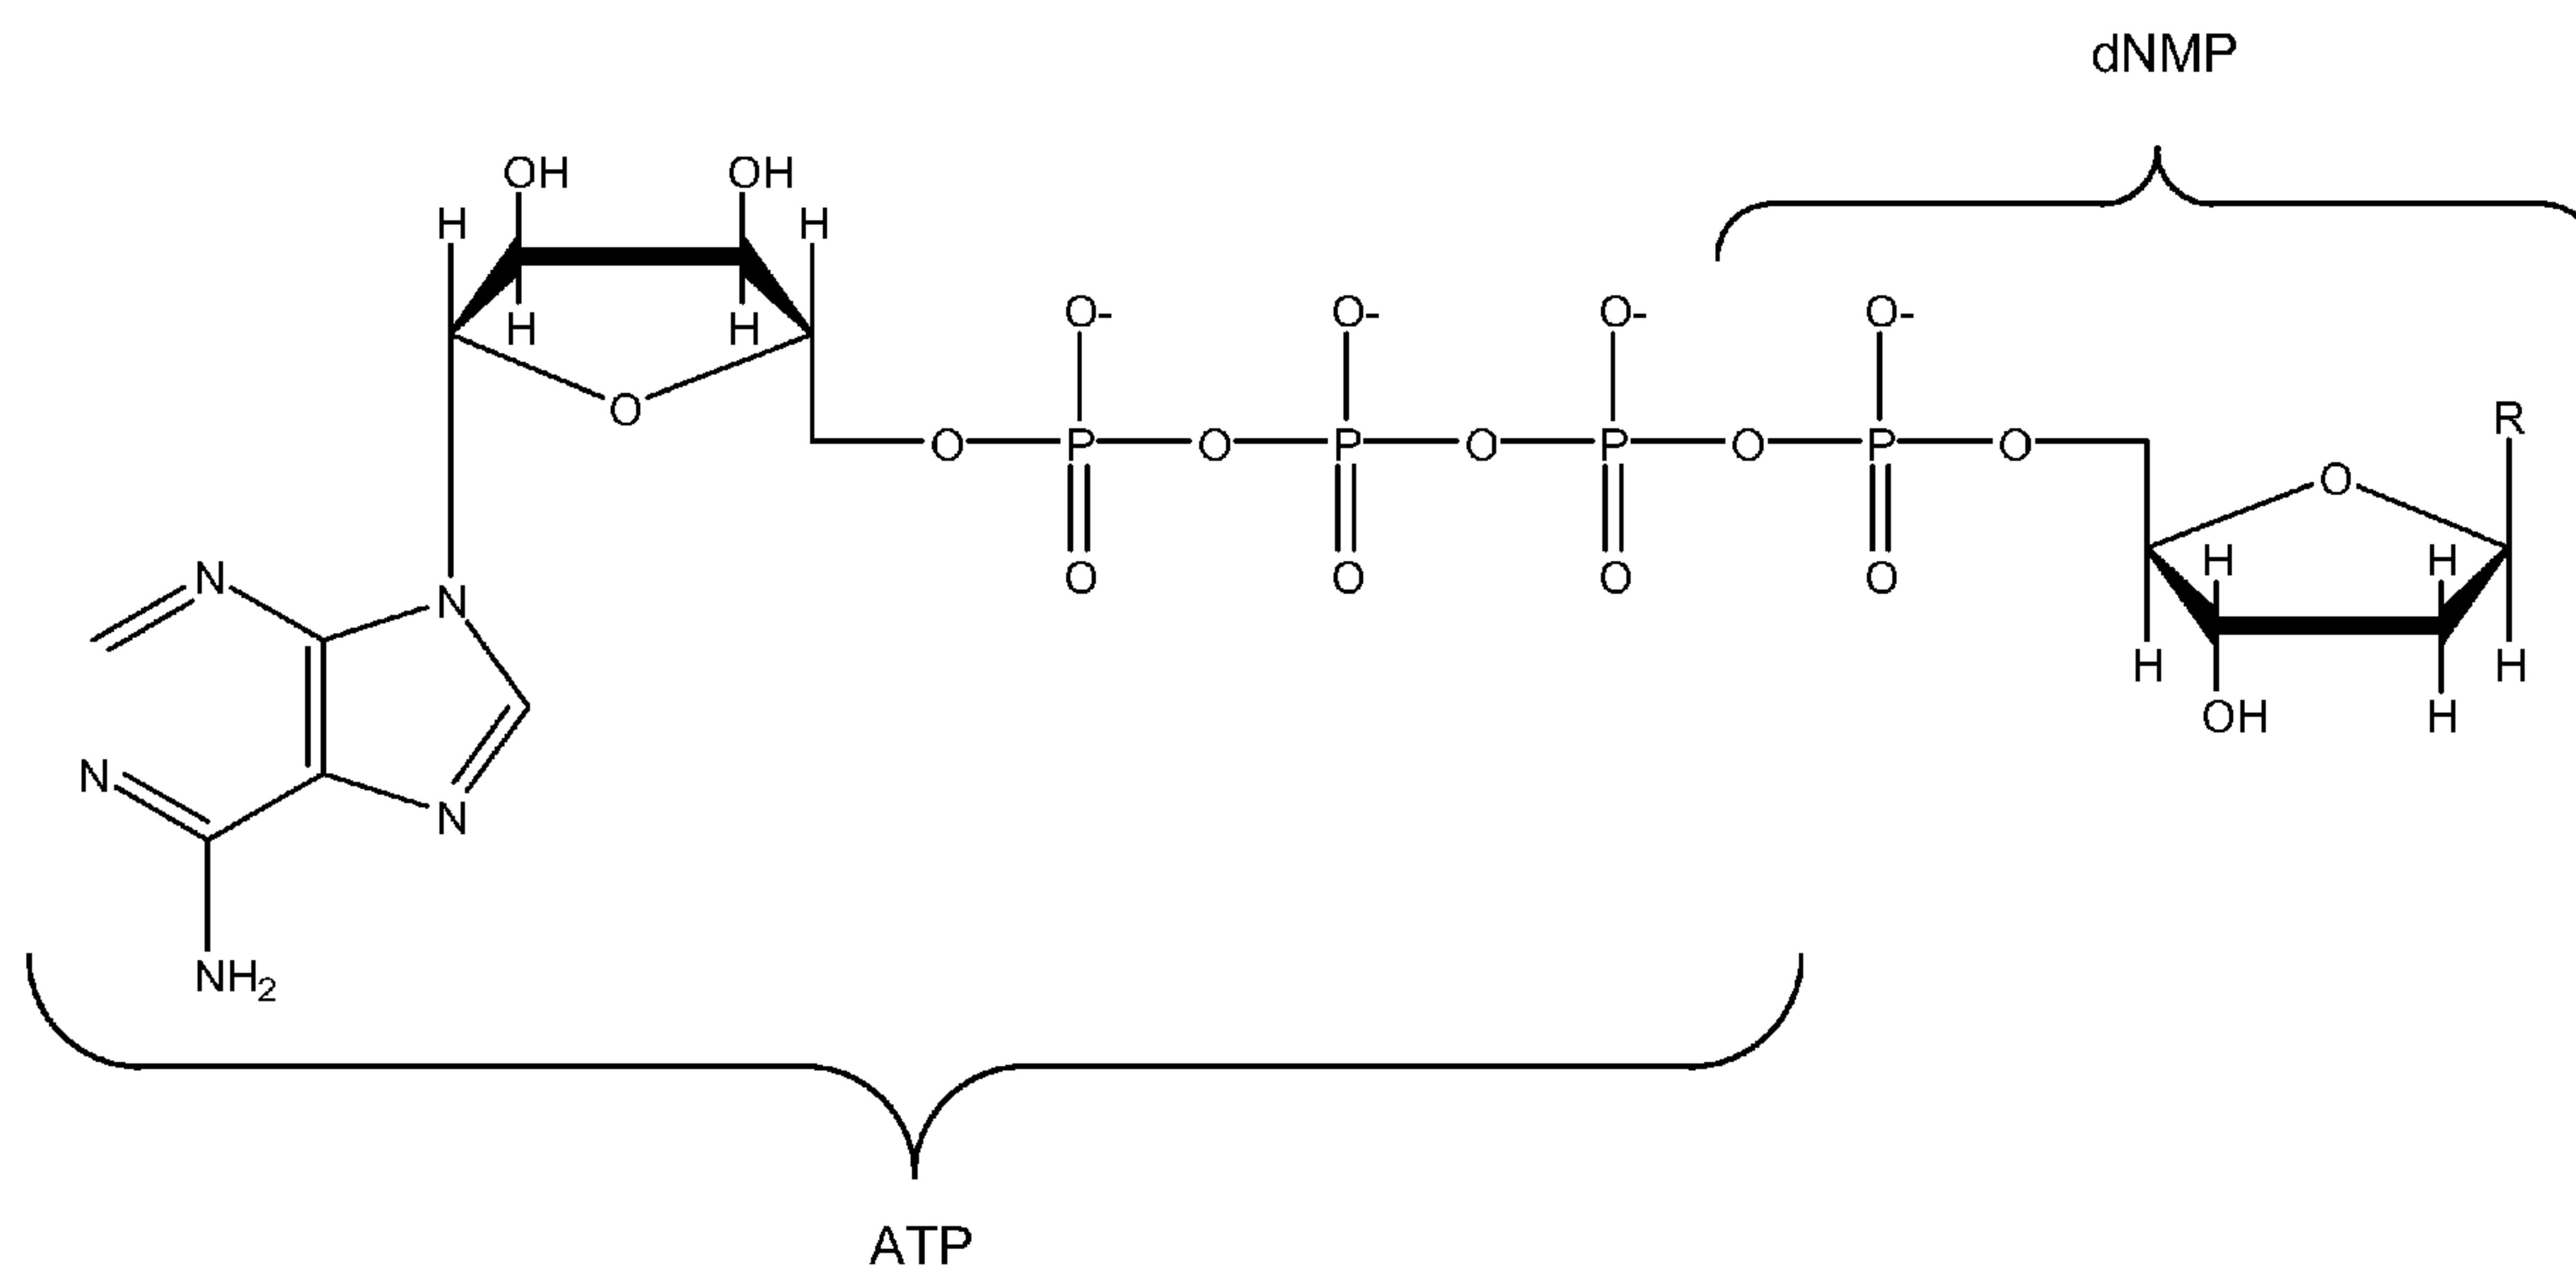 dNMP
OH OH
H H
H H
O- O- O- O-
O
O P O P O P O P O
R
O
O O O O
H H
N N
H H
N N
OH H
NH2
ATP